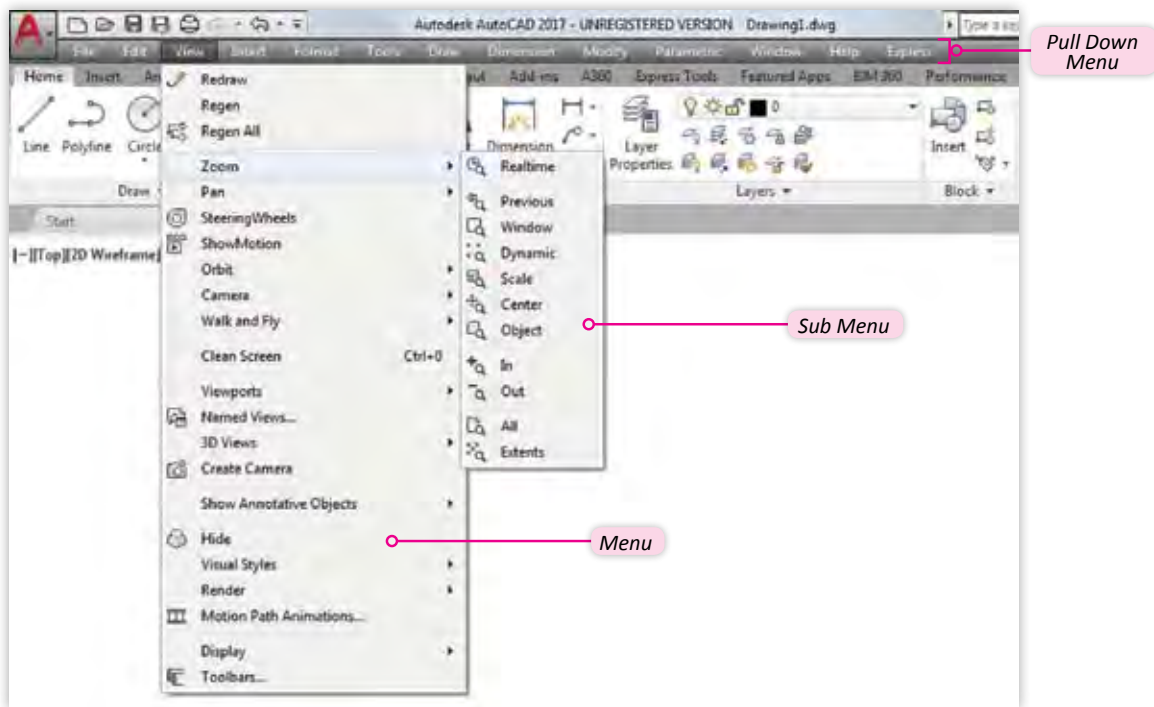 Autodesk AutoCAD 2017 - UNREGISTERED VERSION Drawing1.dwg
Type a key
File Edit View Insert Format Tools Draw Dimension Modify Parametric Window Help Express
Pull Down
Menu
Home Insert An
Add-ins A360 Express Tools Featured Apps BIM 360 Performance
Line Polyline Circle
Dimension
Layer
Properties
0
Insert
Draw
Layers
Block
Start
[-][Top][2D Wireframe]
Redraw
Regen
Regen All
Zoom
Pan
SteeringWheels
ShowMotion
Orbit
Camera
Walk and Fly
Clean Screen Ctrl+0
Viewports
Named Views...
3D Views
Create Camera
Show Annotative Objects
Hide
Visual Styles
Render
Motion Path Animations...
Display
Toolbars...
Realtime
Previous
Window
Dynamic
Scale
Center
Object
In
Out
All
Extents
Sub Menu
Menu